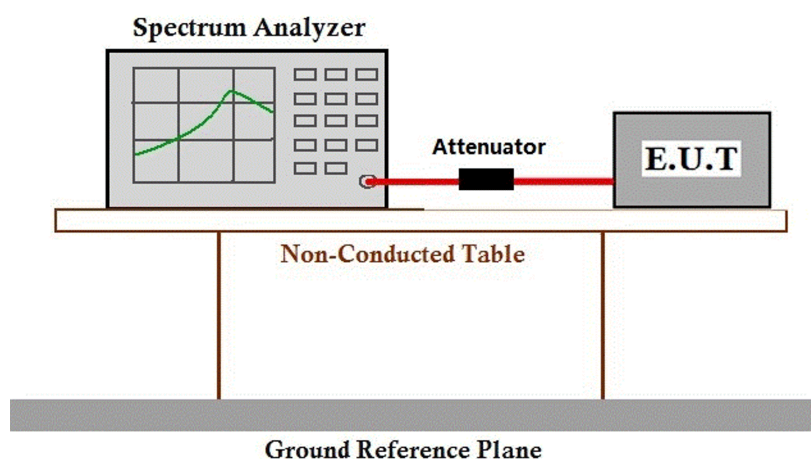 Spectrum Analyzer
Attenuator
E.U.T
Non-Conducted Table
Ground Reference Plane